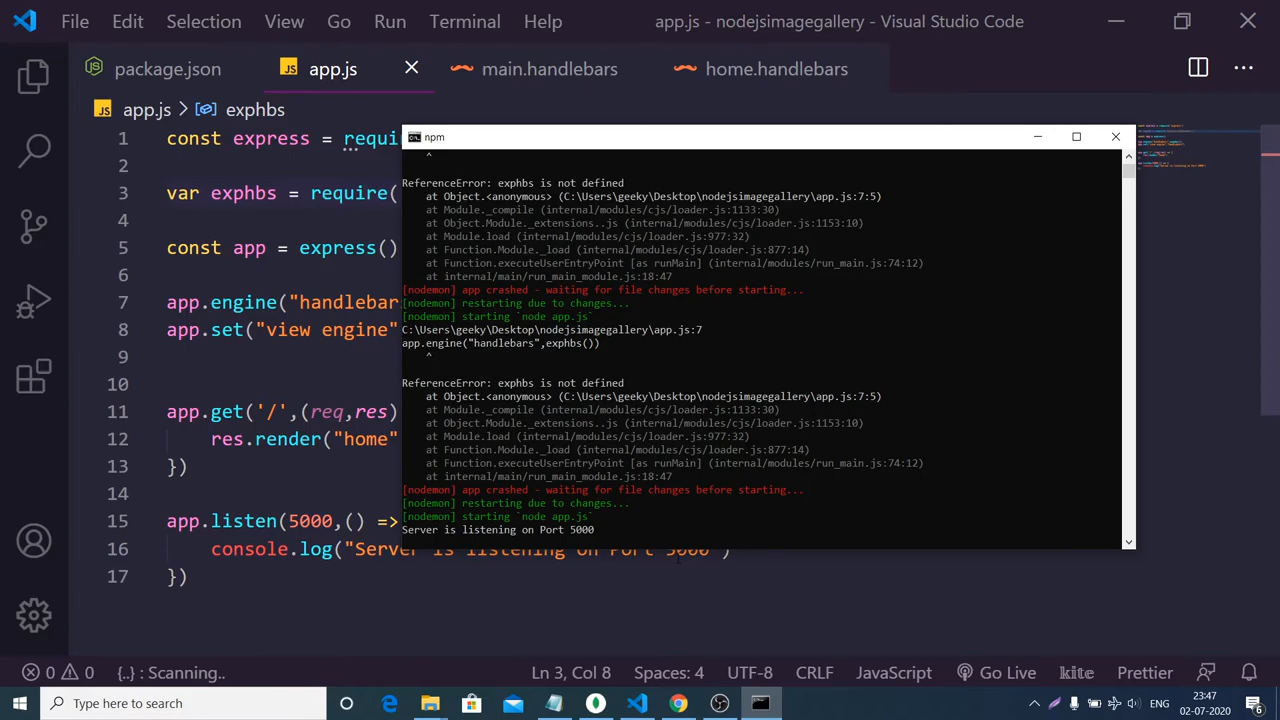 File Edit Selection View Go Run Terminal Help app.js - nodejsimagegallery - Visual Studio Code
package.json JS app.js main.handlebars home.handlebars
JS app.js > exphbs
1 const express = requi
2
3 var exphbs = require(
4
5 const app = express()
6
7 app.engine("handlebar
8 app.set("view engine"
9
10
11 app.get('/',(req,res)
12 res.render("home"
13 })
14
15 app.listen(5000,() =>
16 console.log("Server is listening on Port 5000")
17 })
npm
^
ReferenceError: exphbs is not defined
at Object.<anonymous> (C:\Users\geeky\Desktop\nodejsimagegallery\app.js:7:5)
at Module._compile (internal/modules/cjs/loader.js:1133:30)
at Object.Module._extensions..js (internal/modules/cjs/loader.js:1153:10)
at Module.load (internal/modules/cjs/loader.js:977:32)
at Function.Module._load (internal/modules/cjs/loader.js:877:14)
at Function.executeUserEntryPoint [as runMain] (internal/modules/run_main.js:74:12)
at internal/main/run_main_module.js:18:47
[nodemon] app crashed - waiting for file changes before starting...
[nodemon] restarting due to changes...
[nodemon] starting `node app.js`
C:\Users\geeky\Desktop\nodejsimagegallery\app.js:7
app.engine("handlebars",exphbs())
^
ReferenceError: exphbs is not defined
at Object.<anonymous> (C:\Users\geeky\Desktop\nodejsimagegallery\app.js:7:5)
at Module._compile (internal/modules/cjs/loader.js:1133:30)
at Object.Module._extensions..js (internal/modules/cjs/loader.js:1153:10)
at Module.load (internal/modules/cjs/loader.js:977:32)
at Function.Module._load (internal/modules/cjs/loader.js:877:14)
at Function.executeUserEntryPoint [as runMain] (internal/modules/run_main.js:74:12)
at internal/main/run_main_module.js:18:47
[nodemon] app crashed - waiting for file changes before starting...
[nodemon] restarting due to changes...
[nodemon] starting `node app.js`
Server is listening on Port 5000
0 0 {..} : Scanning.. Ln 3, Col 8 Spaces: 4 UTF-8 CRLF JavaScript Go Live kite Prettier
Type here to search ENG 23:47
02-07-2020 6